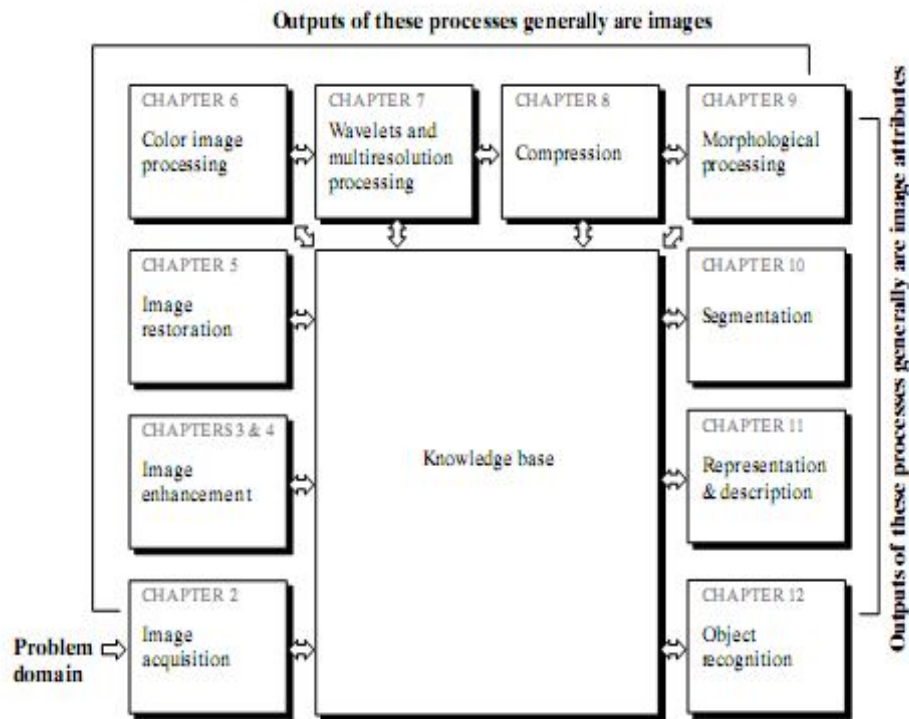 Outputs of these processes generally are images
CHAPTER 6
Color image
processing
CHAPTER 7
Wavelets and
multiresolution
processing
CHAPTER 8
Compression
CHAPTER 9
Morphological
processing
CHAPTER 5
Image
restoration
CHAPTER 10
Segmentation
CHAPTERS 3 & 4
Image
enhancement
Knowledge base
CHAPTER 11
Representation
& description
CHAPTER 2
Image
acquisition
CHAPTER 12
Object
recognition
Problem
domain
Outputs of these processes generally are image attributes